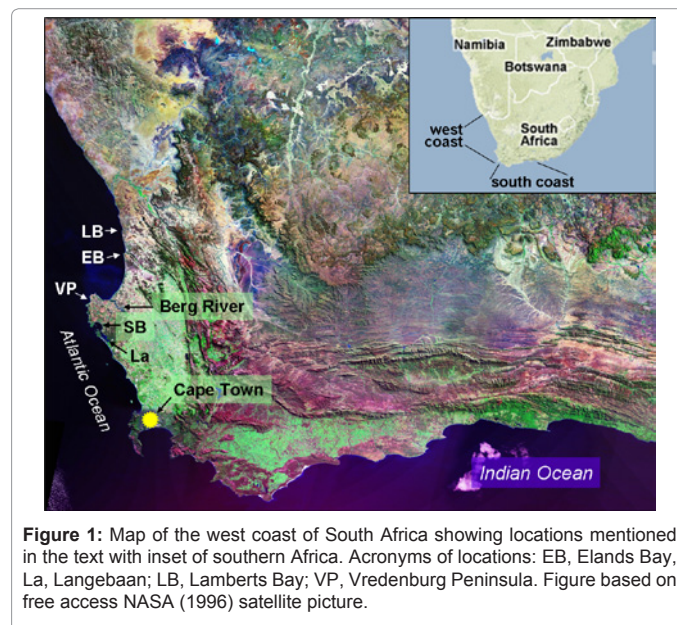 Namibia
Zimbabwe
Botswana
west
coast
South
Africa
south coast
LB
EB
VP
Berg River
SB
La
Atlantic Ocean
Cape Town
Indian Ocean
Figure 1: Map of the west coast of South Africa showing locations mentioned
in the text with inset of southern Africa. Acronyms of locations: EB, Elands Bay,
La, Langebaan; LB, Lamberts Bay; VP, Vredenburg Peninsula. Figure based on
free access NASA (1996) satellite picture.